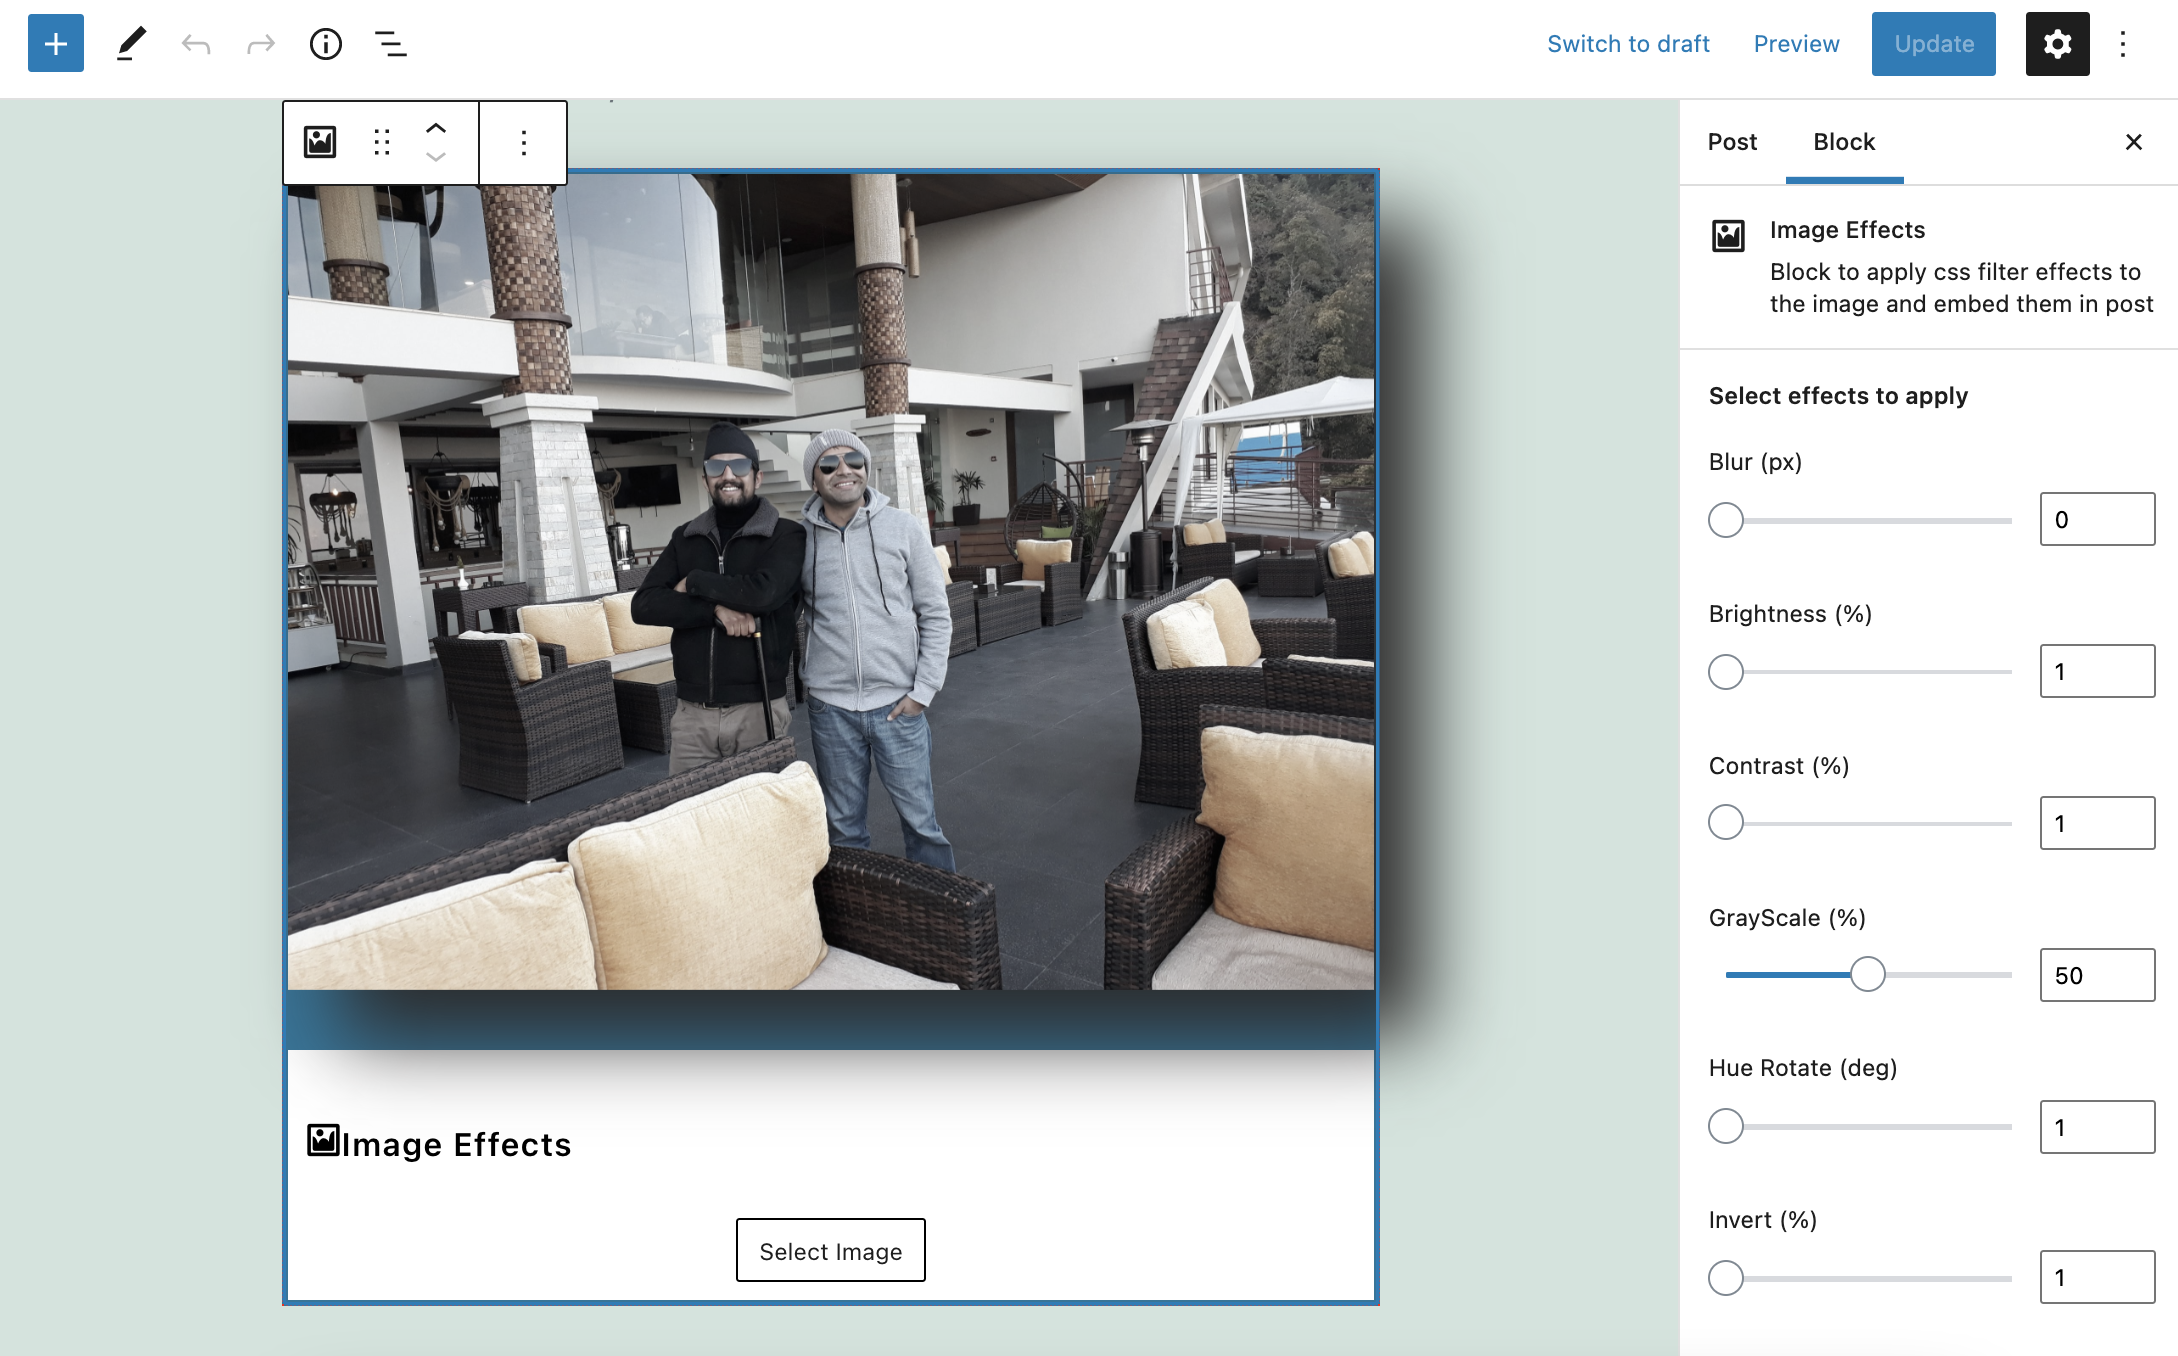 Switch to draft
Preview
Update
Post
Block
Image Effects
Block to apply css filter effects to
the image and embed them in post
Select effects to apply
Blur (px)
0
Brightness (%)
1
Contrast (%)
1
GrayScale (%)
50
Hue Rotate (deg)
1
Invert (%)
1
Image Effects
Select Image